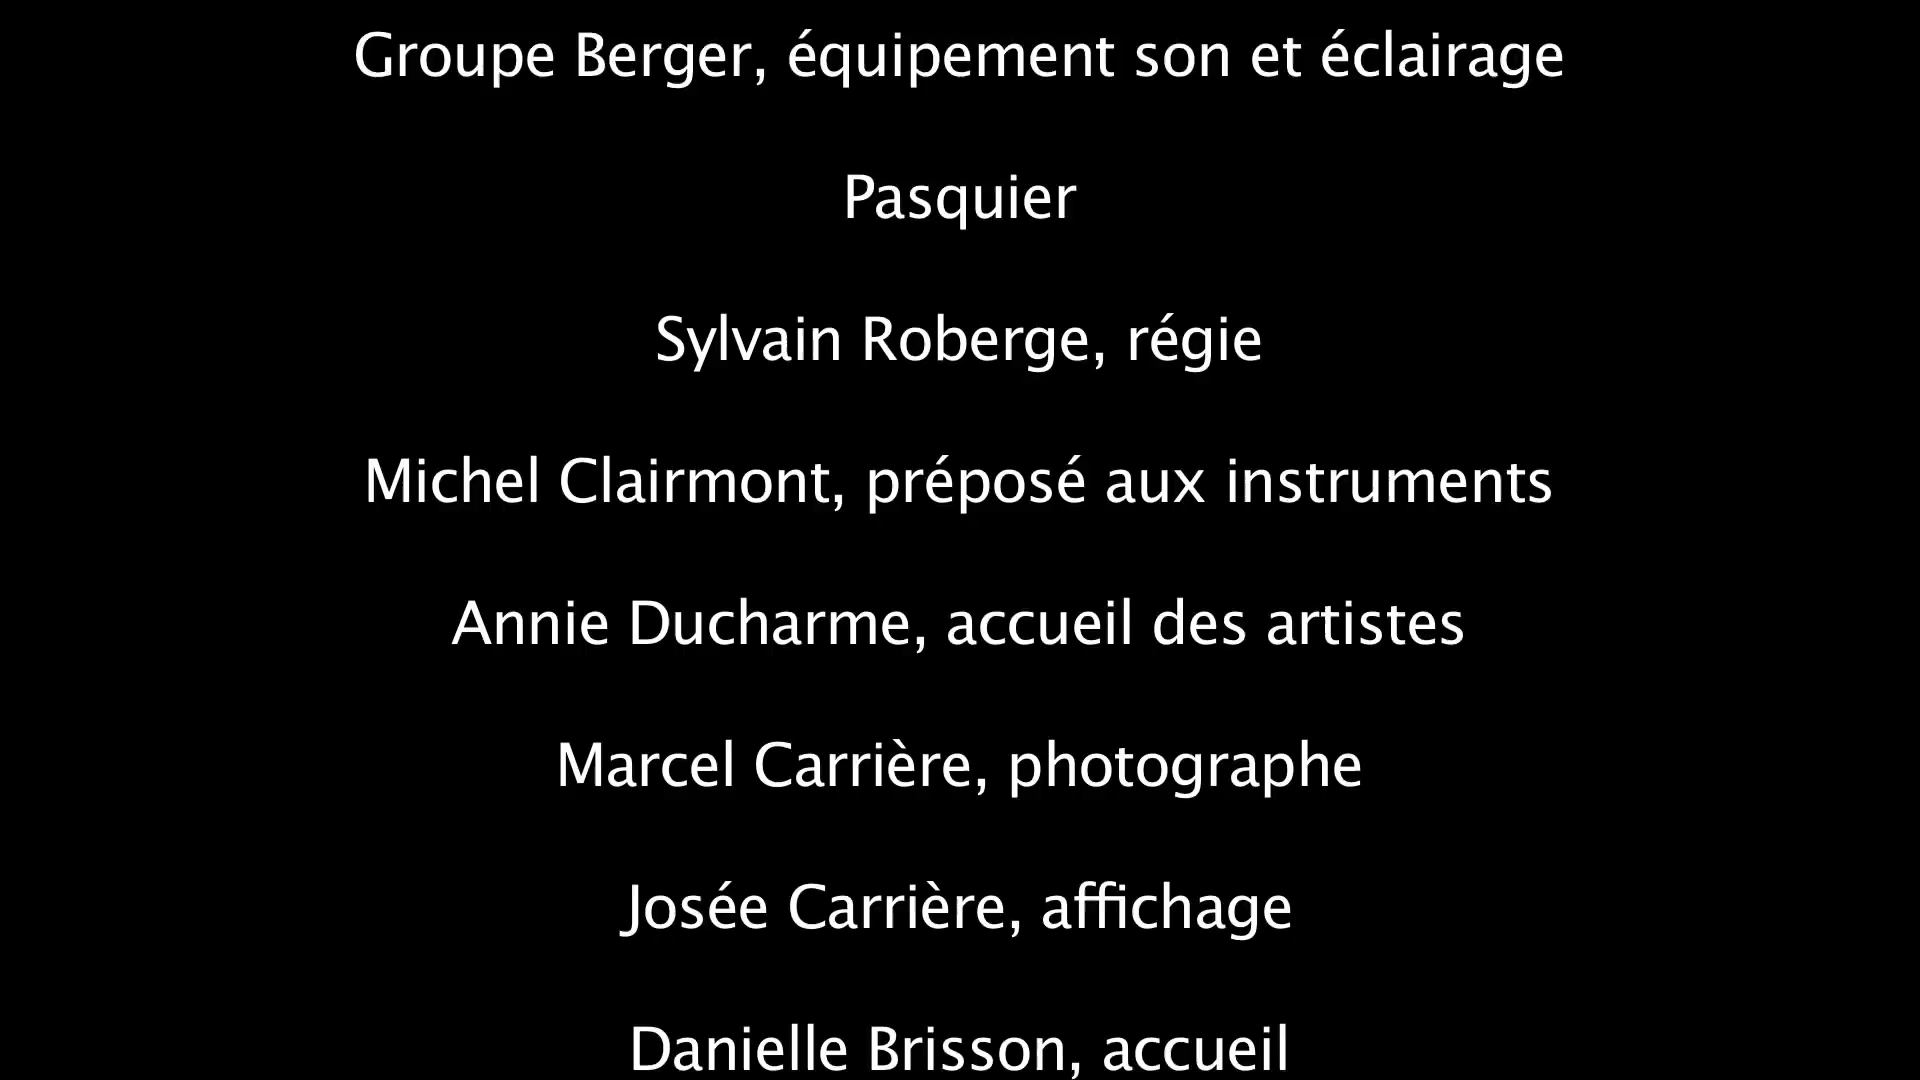 Groupe Berger, équipement son et éclairage
Pasquier
Sylvain Roberge, régie
Michel Clairmont, préposé aux instruments
Annie Ducharme, accueil des artistes
Marcel Carrière, photographe
Josée Carrière, affichage
Danielle Brisson, accueil